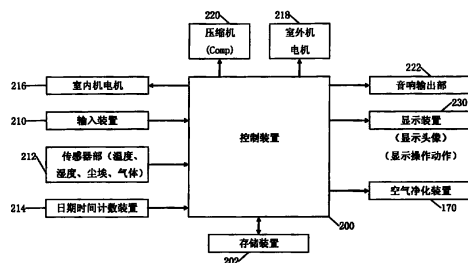 220
压缩机
(Comp)
218
室外机
电机
216
室内机电机
210
输入装置
212
传感器部（温度、
湿度、尘埃、气体）
214
日期时间计数装置
控制装置
200
222
音响输出部
230
显示装置
（显示头像）
（显示操作动作）
空气净化装置
170
存储装置
202